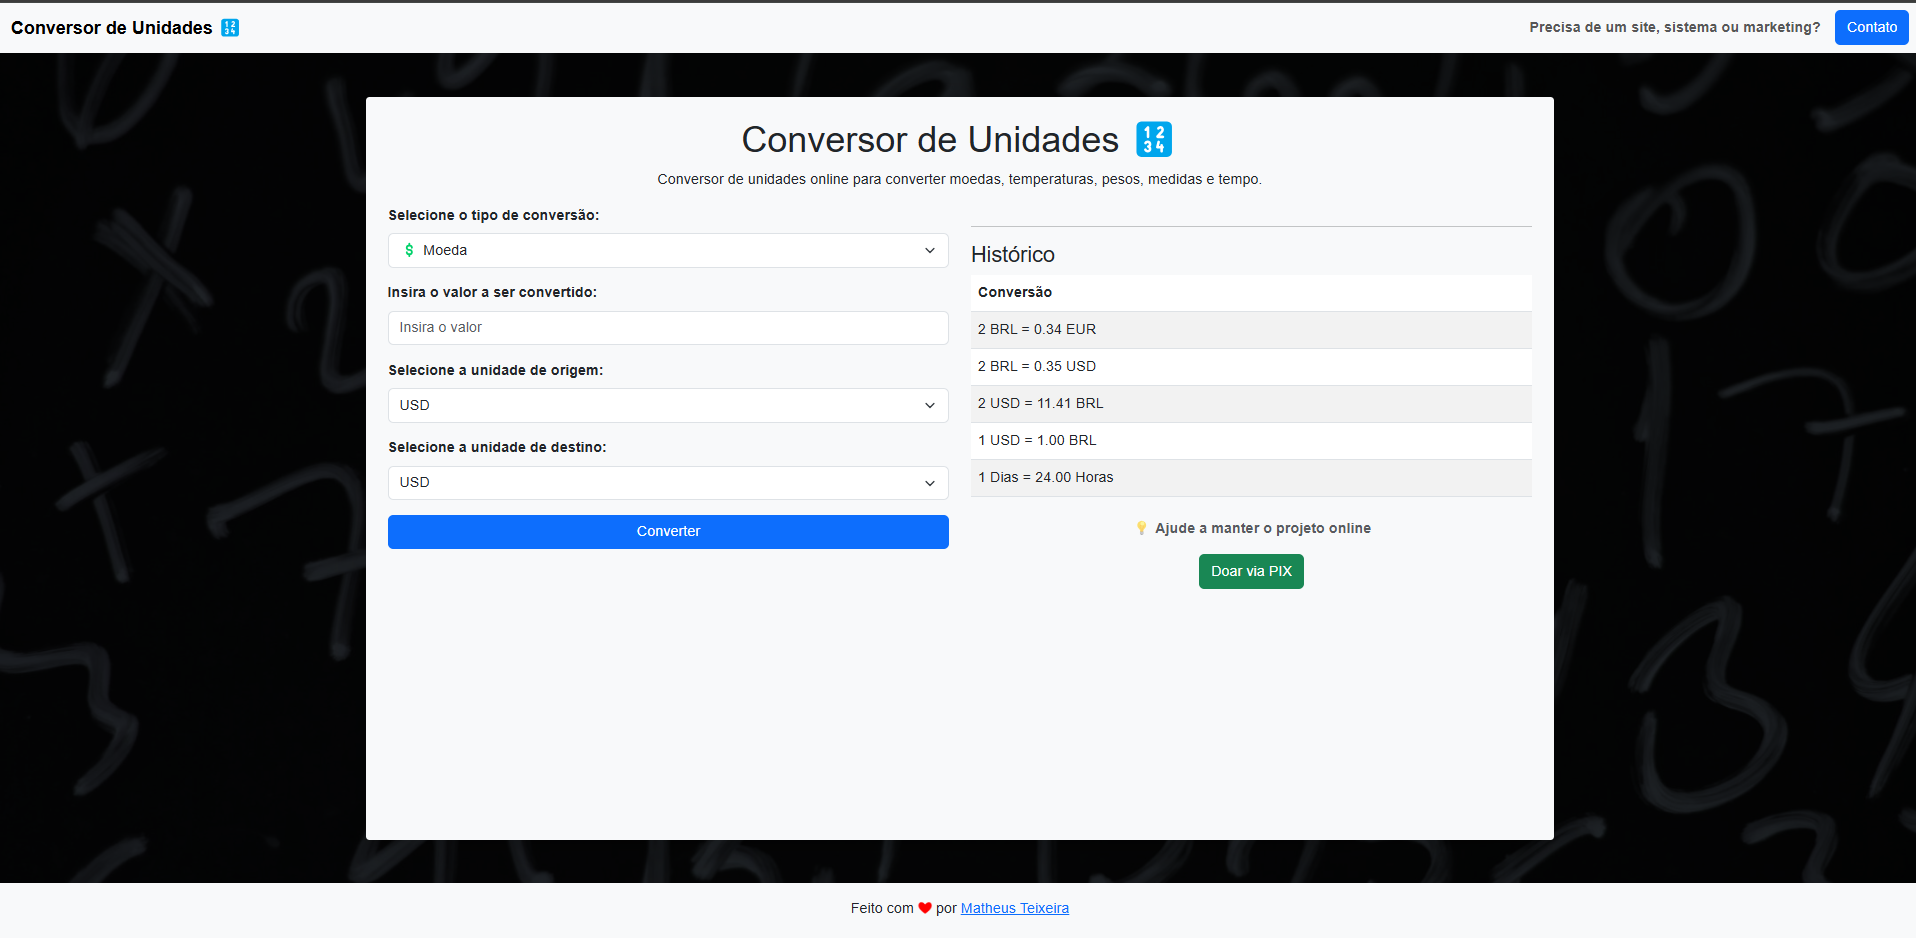 Conversor de Unidades 🔢
Precisa de um site, sistema ou marketing?
Contato
Conversor de Unidades 🔢
Conversor de unidades online para converter moedas, temperaturas, pesos, medidas e tempo.
Selecione o tipo de conversão:
💲 Moeda
Insira o valor a ser convertido:
Insira o valor
Selecione a unidade de origem:
USD
Selecione a unidade de destino:
USD
Converter
Histórico
Conversão
2 BRL = 0.34 EUR
2 BRL = 0.35 USD
2 USD = 11.41 BRL
1 USD = 1.00 BRL
1 Dias = 24.00 Horas
💡 Ajude a manter o projeto online
Doar via PIX
Feito com ❤️ por Matheus Teixeira